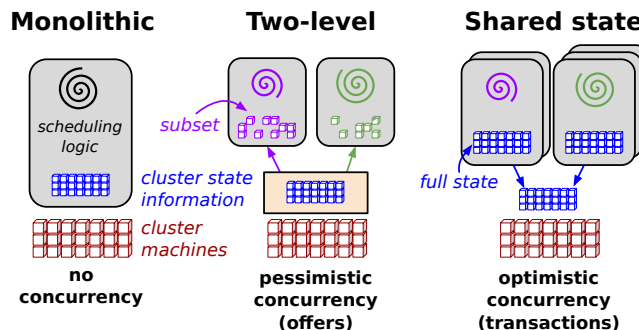 Monolithic
Two-level
Shared state
scheduling
logic
subset
cluster state
information
full state
cluster
machines
no
concurrency
pessimistic
concurrency
(offers)
optimistic
concurrency
(transactions)